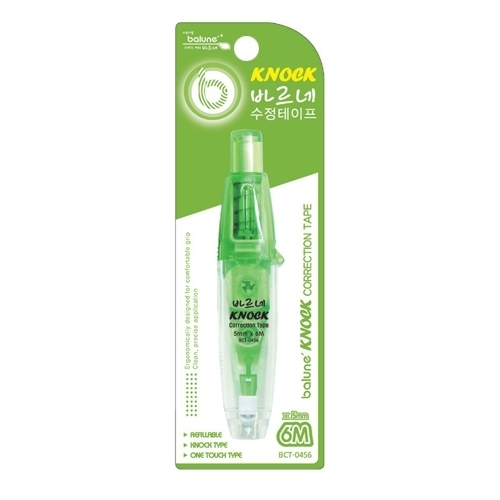 balune'
KNOCK
바르네
수정테이프
바르네
KNOCK
Correction Tape
5mm x 6M
BCT-0456
Ergonomically designed for comfortable grip
Clean, precise application
balune' KNOCK CORRECTION TAPE
▸ REALLABLE
▸ KNOCK TYPE
▸ ONE TOUCH TYPE
5mm
6M
BCT-0456